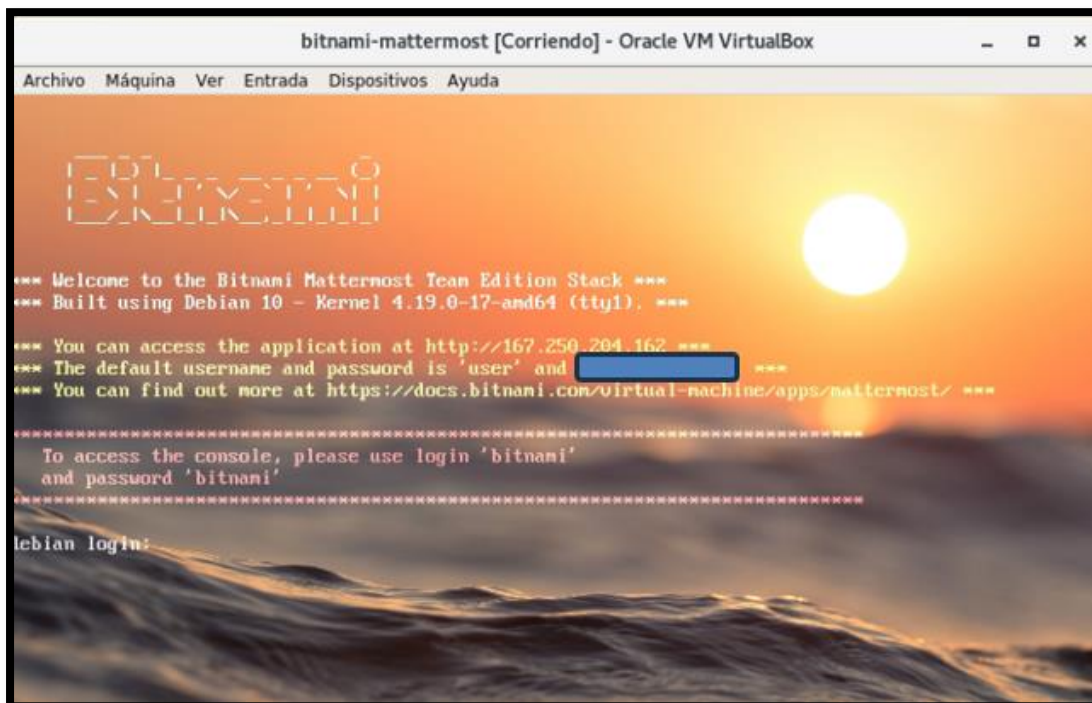 bitnami-mattermost [Corriendo] - Oracle VM VirtualBox
Archivo Máquina Ver Entrada Dispositivos Ayuda
Bitnami
*** Welcome to the Bitnami Mattermost Team Edition Stack ***
*** Built using Debian 10 - Kernel 4.19.0-17-amd64 (tty1). ***
*** You can access the application at http://167.250.204.162 ***
*** The default username and password is 'user' and ***
*** You can find out more at https://docs.bitnami.com/virtual-machine/apps/mattermost/ ***
To access the console, please use login 'bitnami'
and password 'bitnami'
debian login: